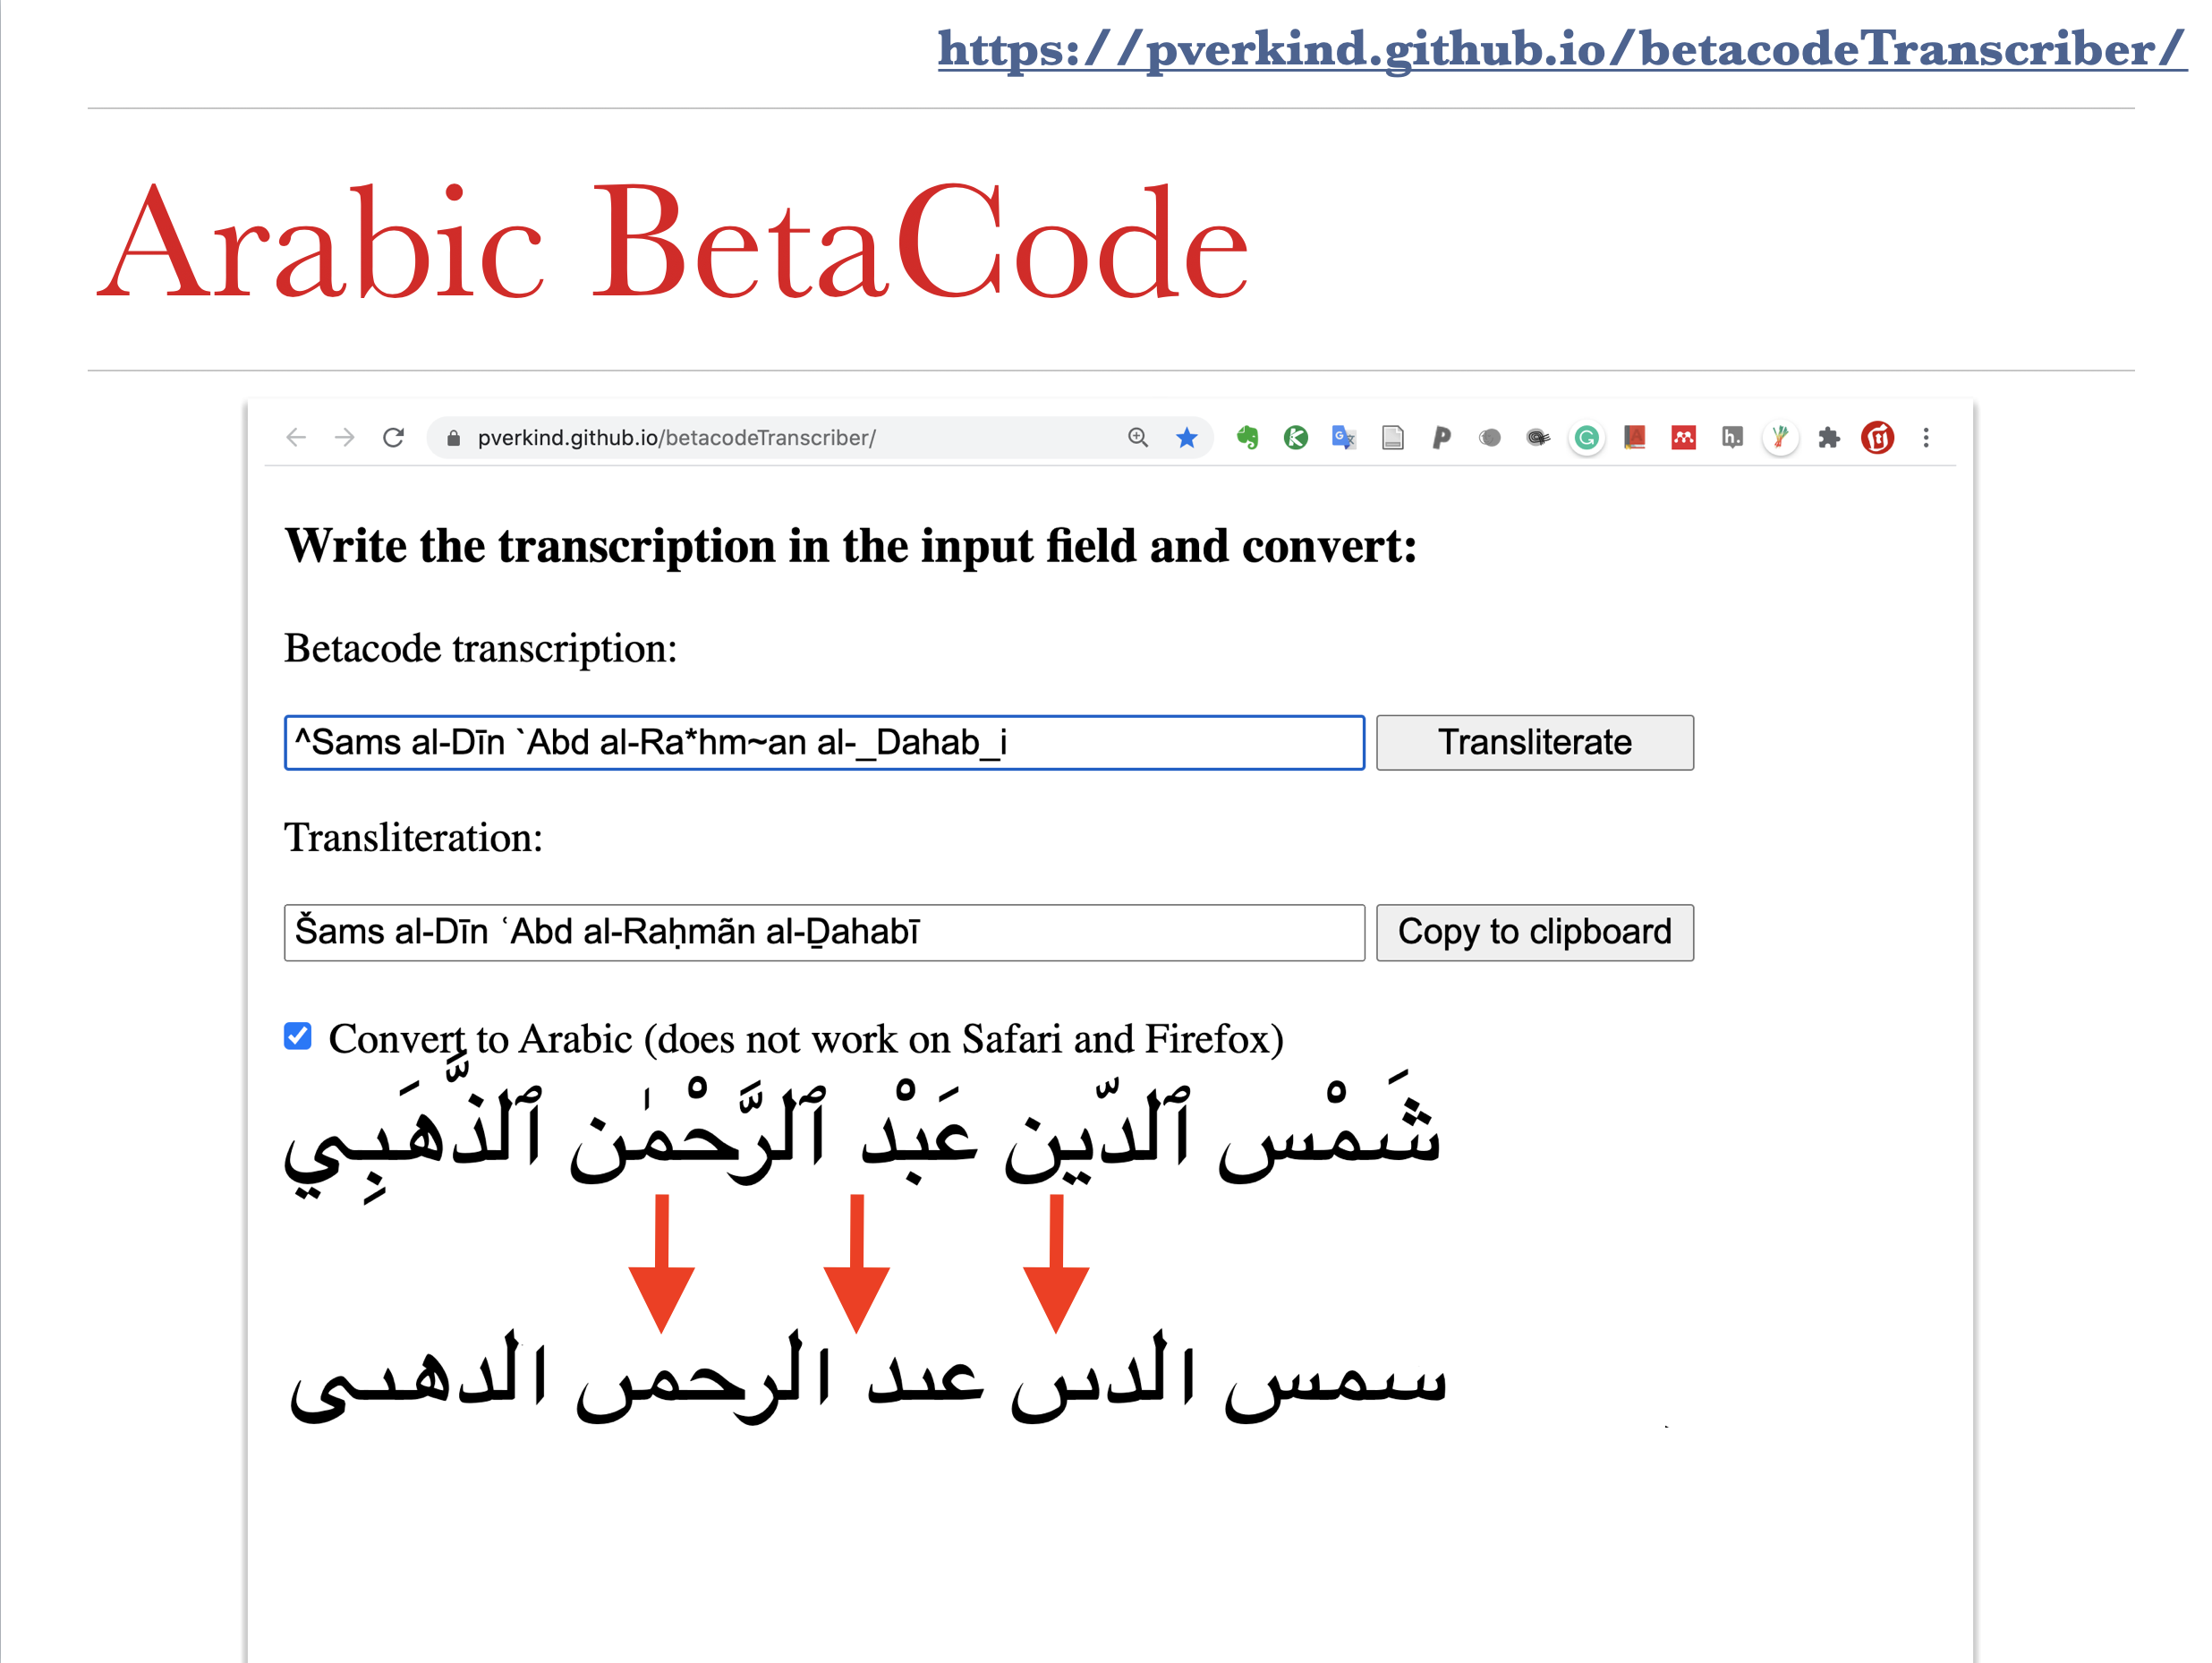 https://pverkind.github.io/betacodeTranscriber/
Arabic BetaCode
pverkind.github.io/betacodeTranscriber/
Write the transcription in the input field and convert:
Betacode transcription:
^Sams al-Dīn `Abd al-Ra*hm~an al-_Dahab_i Transliterate
Transliteration:
Šams al-Dīn ʿAbd al-Raḥmãn al-Ḏahabī Copy to clipboard
Convert to Arabic (does not work on Safari and Firefox)
شَمْس ٱلدّين عَبْد ٱلرَّحْمٰن ٱلذَّهَبِي
سمس الدىں عىد الرحمں الدهىى